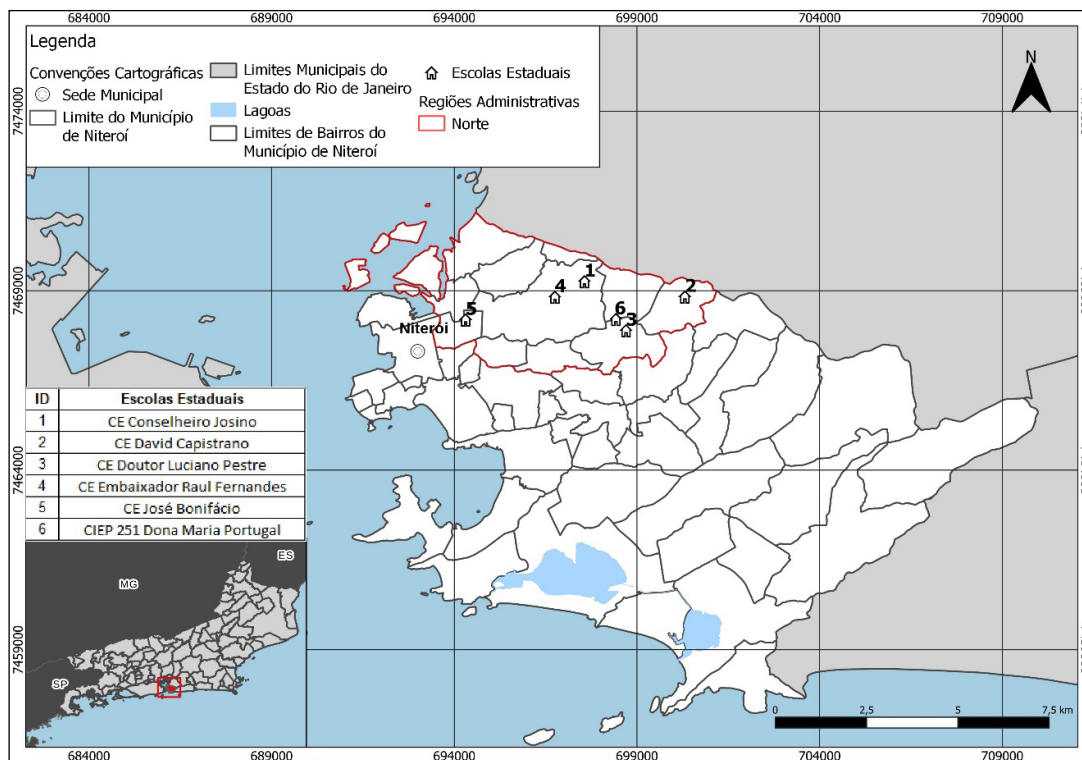 684000 689000 694000 699000 704000 709000
Legenda
Convenções Cartográficas
Sede Municipal
Limite do Município
de Niteroí
Limites Municipais do
Estado do Rio de Janeiro
Lagoas
Limites de Bairros do
Município de Niteroí
Escolas Estaduais
Regiões Administrativas
Norte
N
7474000
7469000
7464000
7459000
1
2
4
6
5
3
Niterói
ID Escolas Estaduais
1 CE Conselheiro Josino
2 CE David Capistrano
3 CE Doutor Luciano Pestre
4 CE Embaixador Raul Fernandes
5 CE José Bonifácio
6 CIEP 251 Dona Maria Portugal
ES
MG
SP
0 2,5 5 7,5 km
684000 689000 694000 699000 704000 709000